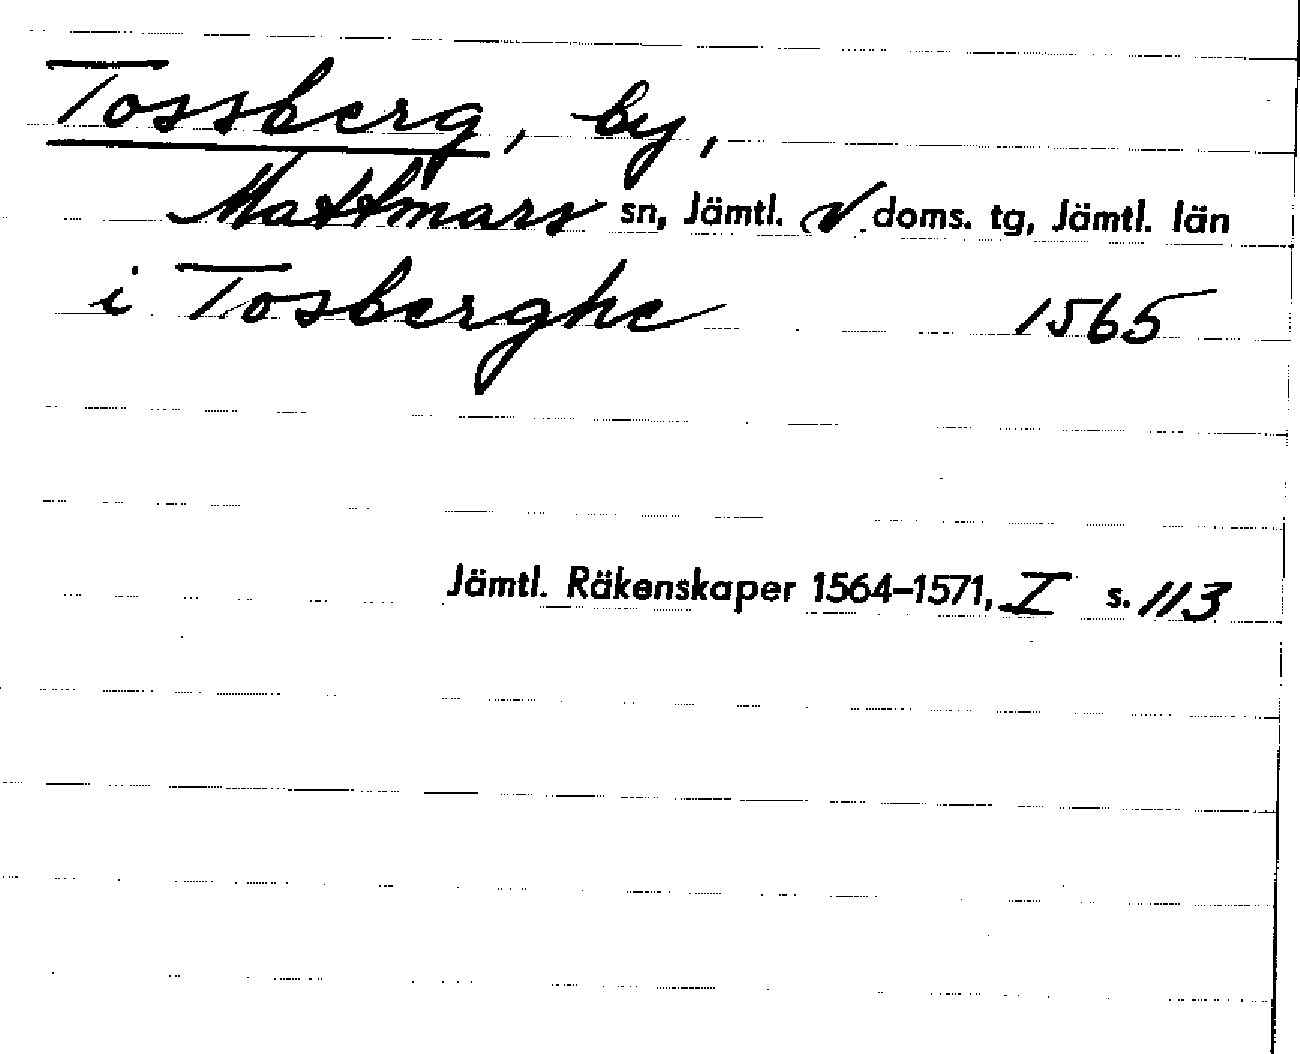 Tossberg, by,
Mattmars sn, Jämtl. v doms. tg, Jämtl. län
i Tosberghe 1565
Jämtl. Räkenskaper 1564–1571, I s. 113